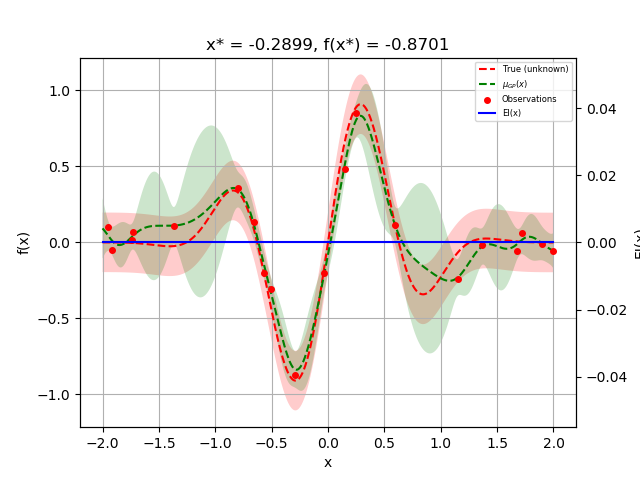 x* = -0.2899, f(x*) = -0.8701
True (unknown)
μGP(x)
Observations
EI(x)
1.0
0.5
0.0
−0.5
−1.0
f(x)
0.04
0.02
0.00
−0.02
−0.04
EI(x)
−2.0 −1.5 −1.0 −0.5 0.0 0.5 1.0 1.5 2.0
x